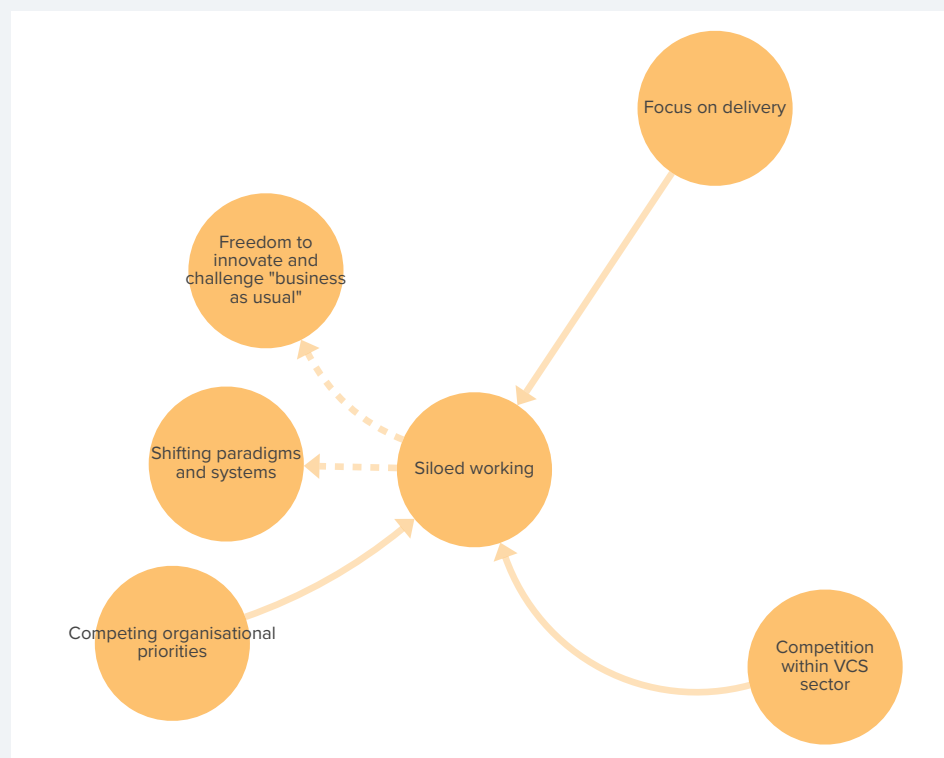 Focus on delivery
Freedom to
innovate and
challenge "business
as usual"
Shifting paradigms
and systems
Siloed working
Competing organisational
priorities
Competition
within VCS
sector